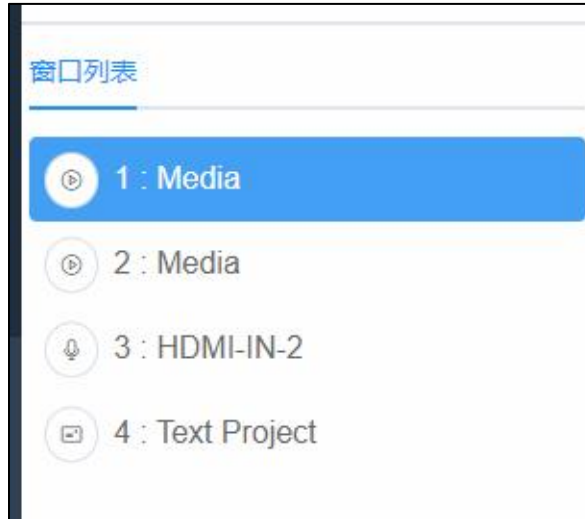 窗口列表
1 : Media
2 : Media
3 : HDMI-IN-2
4 : Text Project